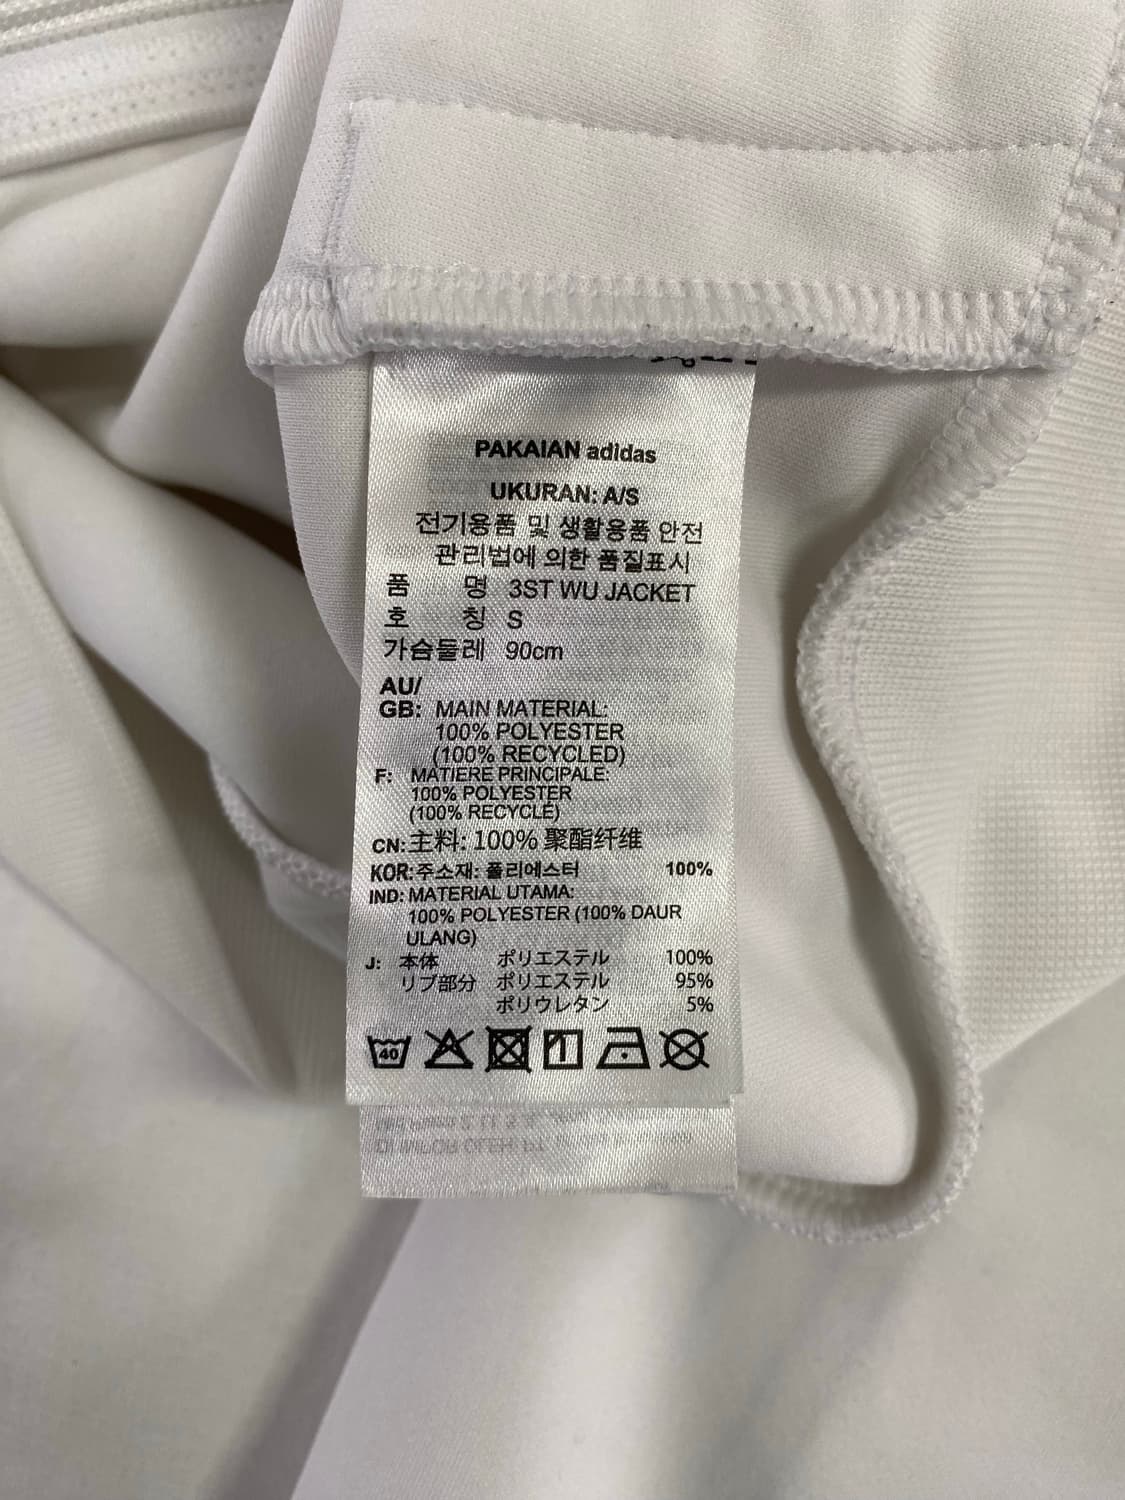 PAKAIAN adidas
UKURAN: A/S
전기용품 및 생활용품 안전
관리법에 의한 품질표시
품 명 3ST WU JACKET
호 칭 S
가슴둘레 90cm
AU/
GB: MAIN MATERIAL:
100% POLYESTER
(100% RECYCLED)
F: MATIERE PRINCIPALE:
100% POLYESTER
(100% RECYCLÉ)
CN: 主料: 100% 聚酯纤维
KOR: 주소재: 폴리에스터 100%
IND: MATERIAL UTAMA:
100% POLYESTER (100% DAUR
ULANG)
J: 本体 ポリエステル 100%
リブ部分 ポリエステル 95%
ポリウレタン 5%
40